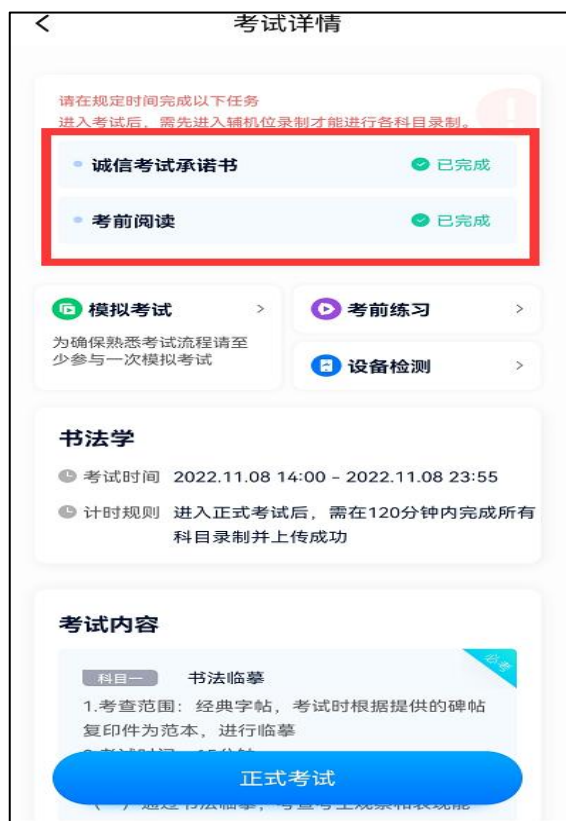 考试详情
请在规定时间完成以下任务
进入考试后，需先进入辅机位录制才能进行各科目录制。
诚信考试承诺书 已完成
考前阅读 已完成
模拟考试
为确保熟悉考试流程请至
少参与一次模拟考试
考前练习
设备检测
书法学
考试时间 2022.11.08 14:00 - 2022.11.08 23:55
计时规则 进入正式考试后，需在120分钟内完成所有
科目录制并上传成功
考试内容
必考
科目一 书法临摹
1.考查范围：经典字帖，考试时根据提供的碑帖
复印件为范本，进行临摹
正式考试